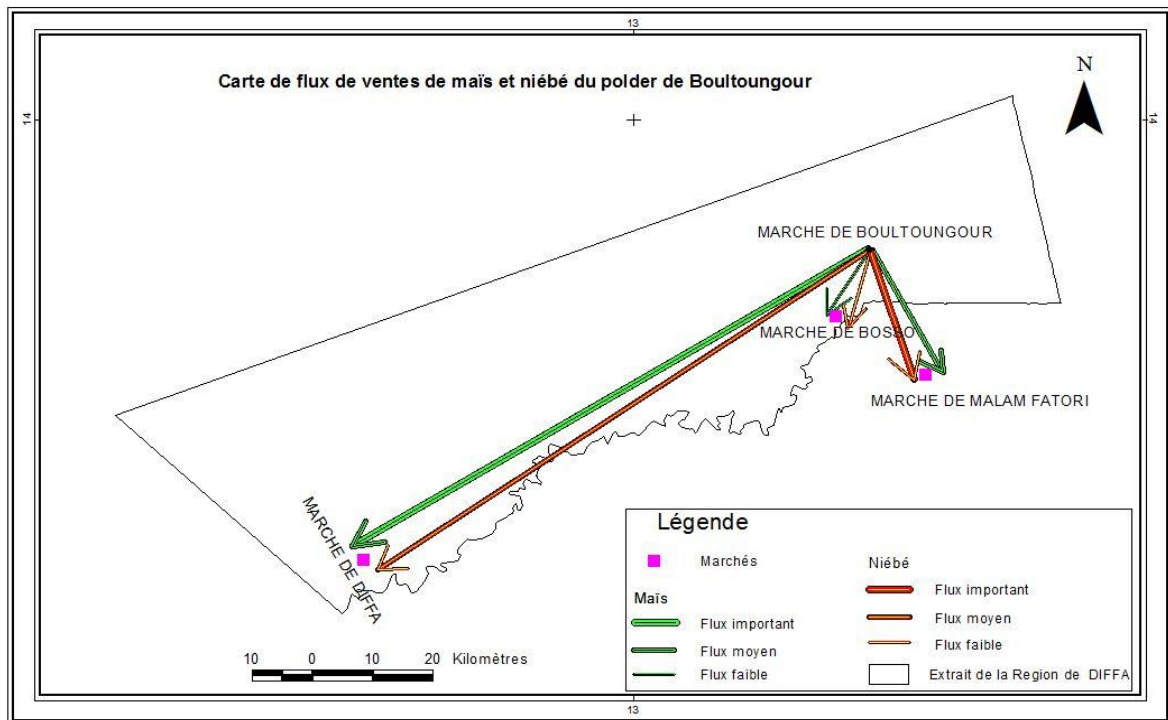 13
Carte de flux de ventes de maïs et niébé du polder de Boultoungour
N
14
14
MARCHE DE BOULTOUNGOUR
MARCHE DE BOSSO
MARCHE DE MALAM FATORI
MARCHE DE DIFFA
Légende
Marchés
Maïs
Flux important
Flux moyen
Flux faible
Niébé
Flux important
Flux moyen
Flux faible
Extrait de la Region de DIFFA
10 0 10 20 Kilomètres
13